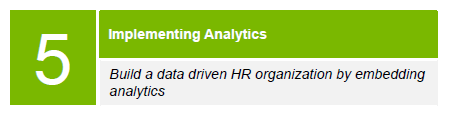 5
Implementing Analytics
Build a data driven HR organization by embedding
analytics